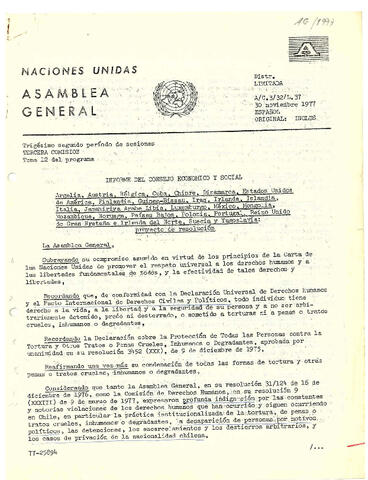 AG/1977
A
NACIONES UNIDAS
ASAMBLEA
GENERAL
Distr.
LIMITADA
A/C.3/32/L.37
30 noviembre 1977
ESPAÑOL
ORIGINAL: INGLES
Trigésimo segundo período de sesiones
TERCERA COMISION
Tema 12 del programa
INFORME DEL CONSEJO ECONOMICO Y SOCIAL
Argelia, Austria, Bélgica, Cuba, Chipre, Dinamarca, Estados Unidos
de América, Finlandia, Guinea-Bissau, Irán, Irlanda, Islandia,
Italia, Jamahiriya Arabe Libia, Luxemburgo, México, Mongolia,
Mozambique, Noruega, Países Bajos, Polonia, Portugal, Reino Unido
de Gran Bretaña e Irlanda del Norte, Suecia y Yugoslavia:
proyecto de resolución
La Asamblea General,
Subrayando su compromiso asumido en virtud de los principios de la Carta de
las Naciones Unidas de promover el respeto universal a los derechos humanos y a
las libertades fundamentales de todos, y la efectividad de tales derechos y
libertades,
Recordando que, de conformidad con la Declaración Universal de Derechos Humanos
y el Pacto Internacional de Derechos Civiles y Políticos, todo individuo tiene
derecho a la vida, a la libertad y a la seguridad de su persona y a no ser arbi-
trariamente detenido, preso ni desterrado, o sometido a torturas ni a penas o tratos
crueles, inhumanos o degradantes,
Recordando la Declaración sobre la Protección de Todas las Personas contra la
Tortura y Otros Tratos o Penas Crueles, Inhumanos o Degradantes, aprobada por
unanimidad en su resolución 3452 (XXX), de 9 de diciembre de 1975,
Reafirmando una vez más su condenación de todas las formas de tortura y otras
penas o tratos crueles, inhumanos o degradantes,
Considerando que tanto la Asamblea General, en su resolución 31/124 de 16 de
diciembre de 1976, como la Comisión de Derechos Humanos, en su resolución 9
(XXXIII) de 9 de marzo de 1977, expresaron profunda indignación por las constantes
y notorias violaciones de los derechos humanos que han ocurrido y siguen ocurriendo
en Chile, en particular la práctica institucionalizada de la tortura, de penas o
tratos crueles, inhumanos o degradantes, la desaparición de personas por motivos
políticos, las detenciones, los encarcelamientos y los destierros arbitrarios, y
los casos de privación de la nacionalidad chilena.
77-25094
/...